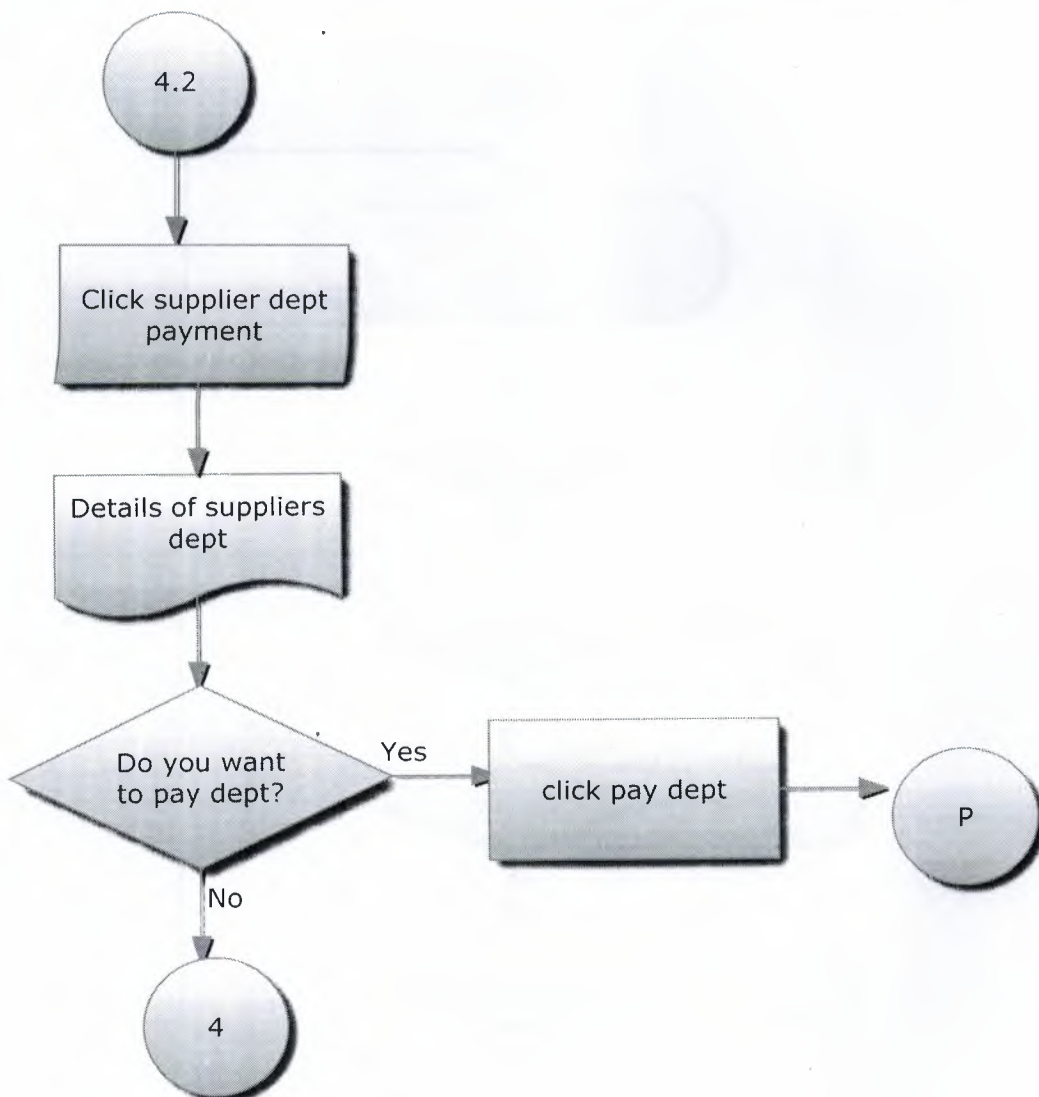 4.2
Click supplier dept
payment
Details of suppliers
dept
Do you want
to pay dept?
Yes
click pay dept
P
No
4